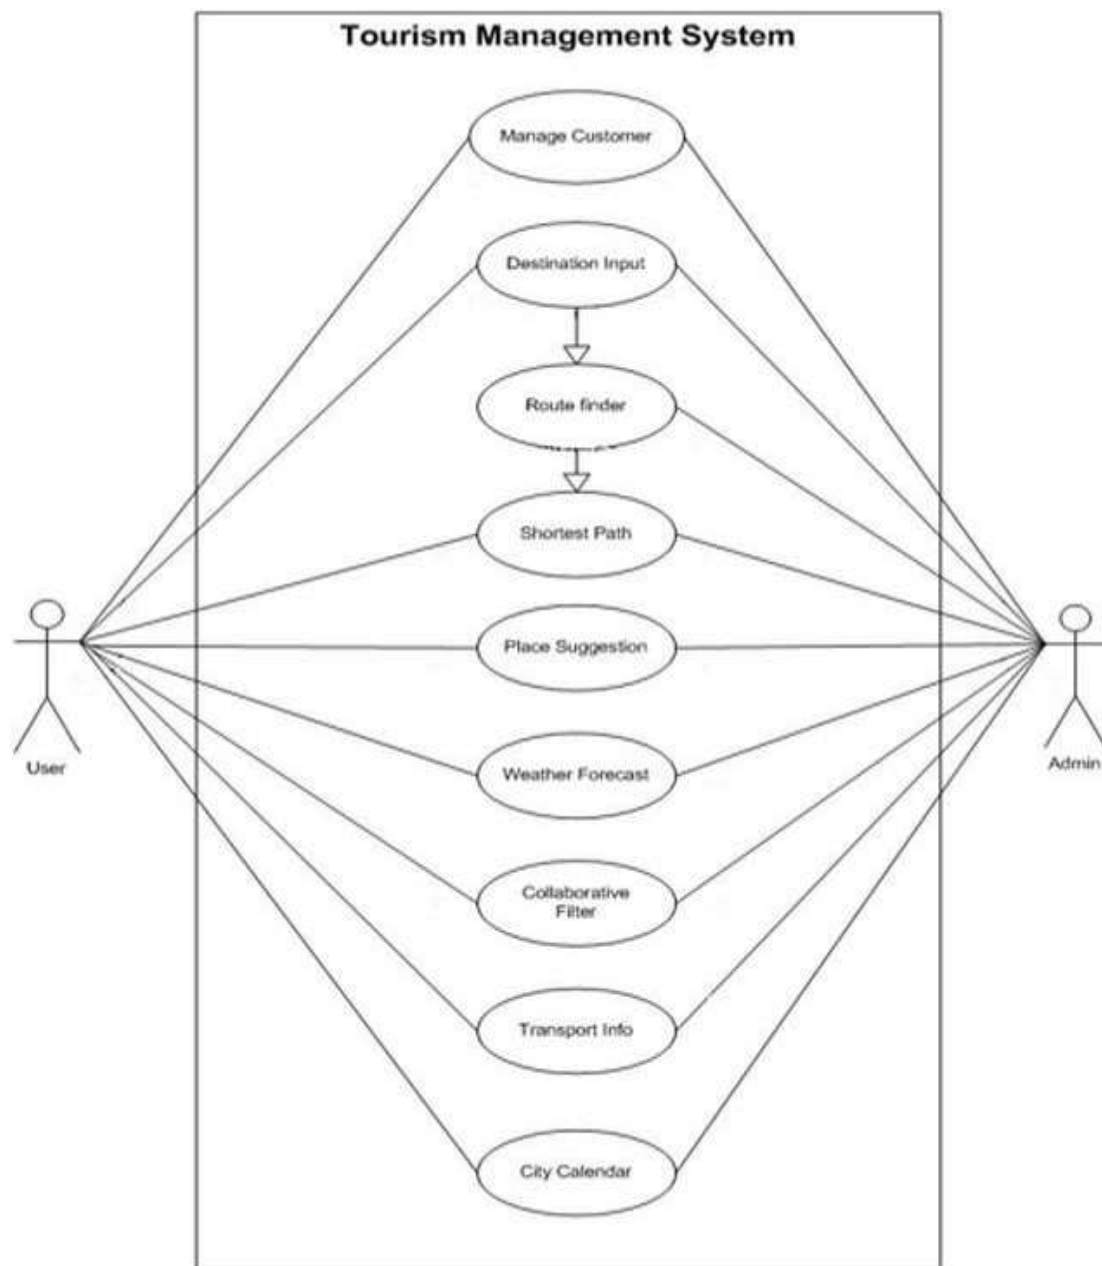 Tourism Management System
Manage Customer
Destination Input
Route finder
Shortest Path
Place Suggestion
Weather Forecast
User
Admin
Collaborative
Filter
Transport Info
City Calendar